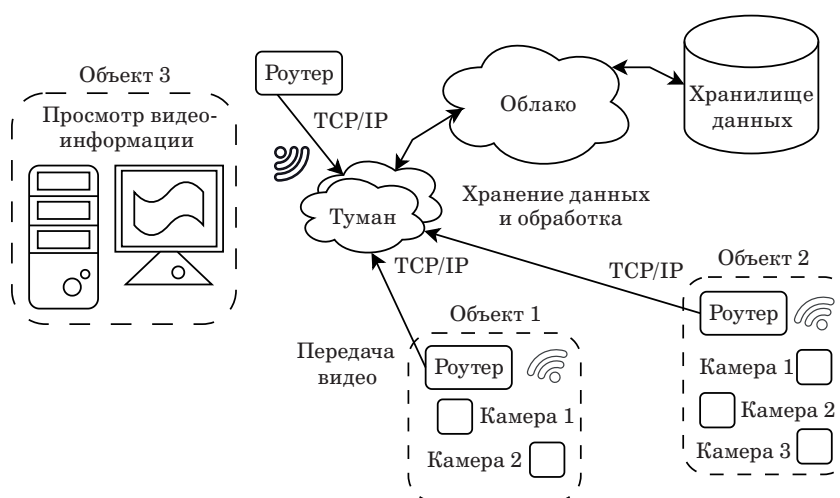 Объект 3
Просмотр видео-
информации
Роутер
TCP/IP
Облако
Хранилище
данных
Туман
Хранение данных
и обработка
TCP/IP
TCP/IP
Объект 2
Роутер
Камера 1
Камера 2
Камера 3
Передача
видео
Объект 1
Роутер
Камера 1
Камера 2